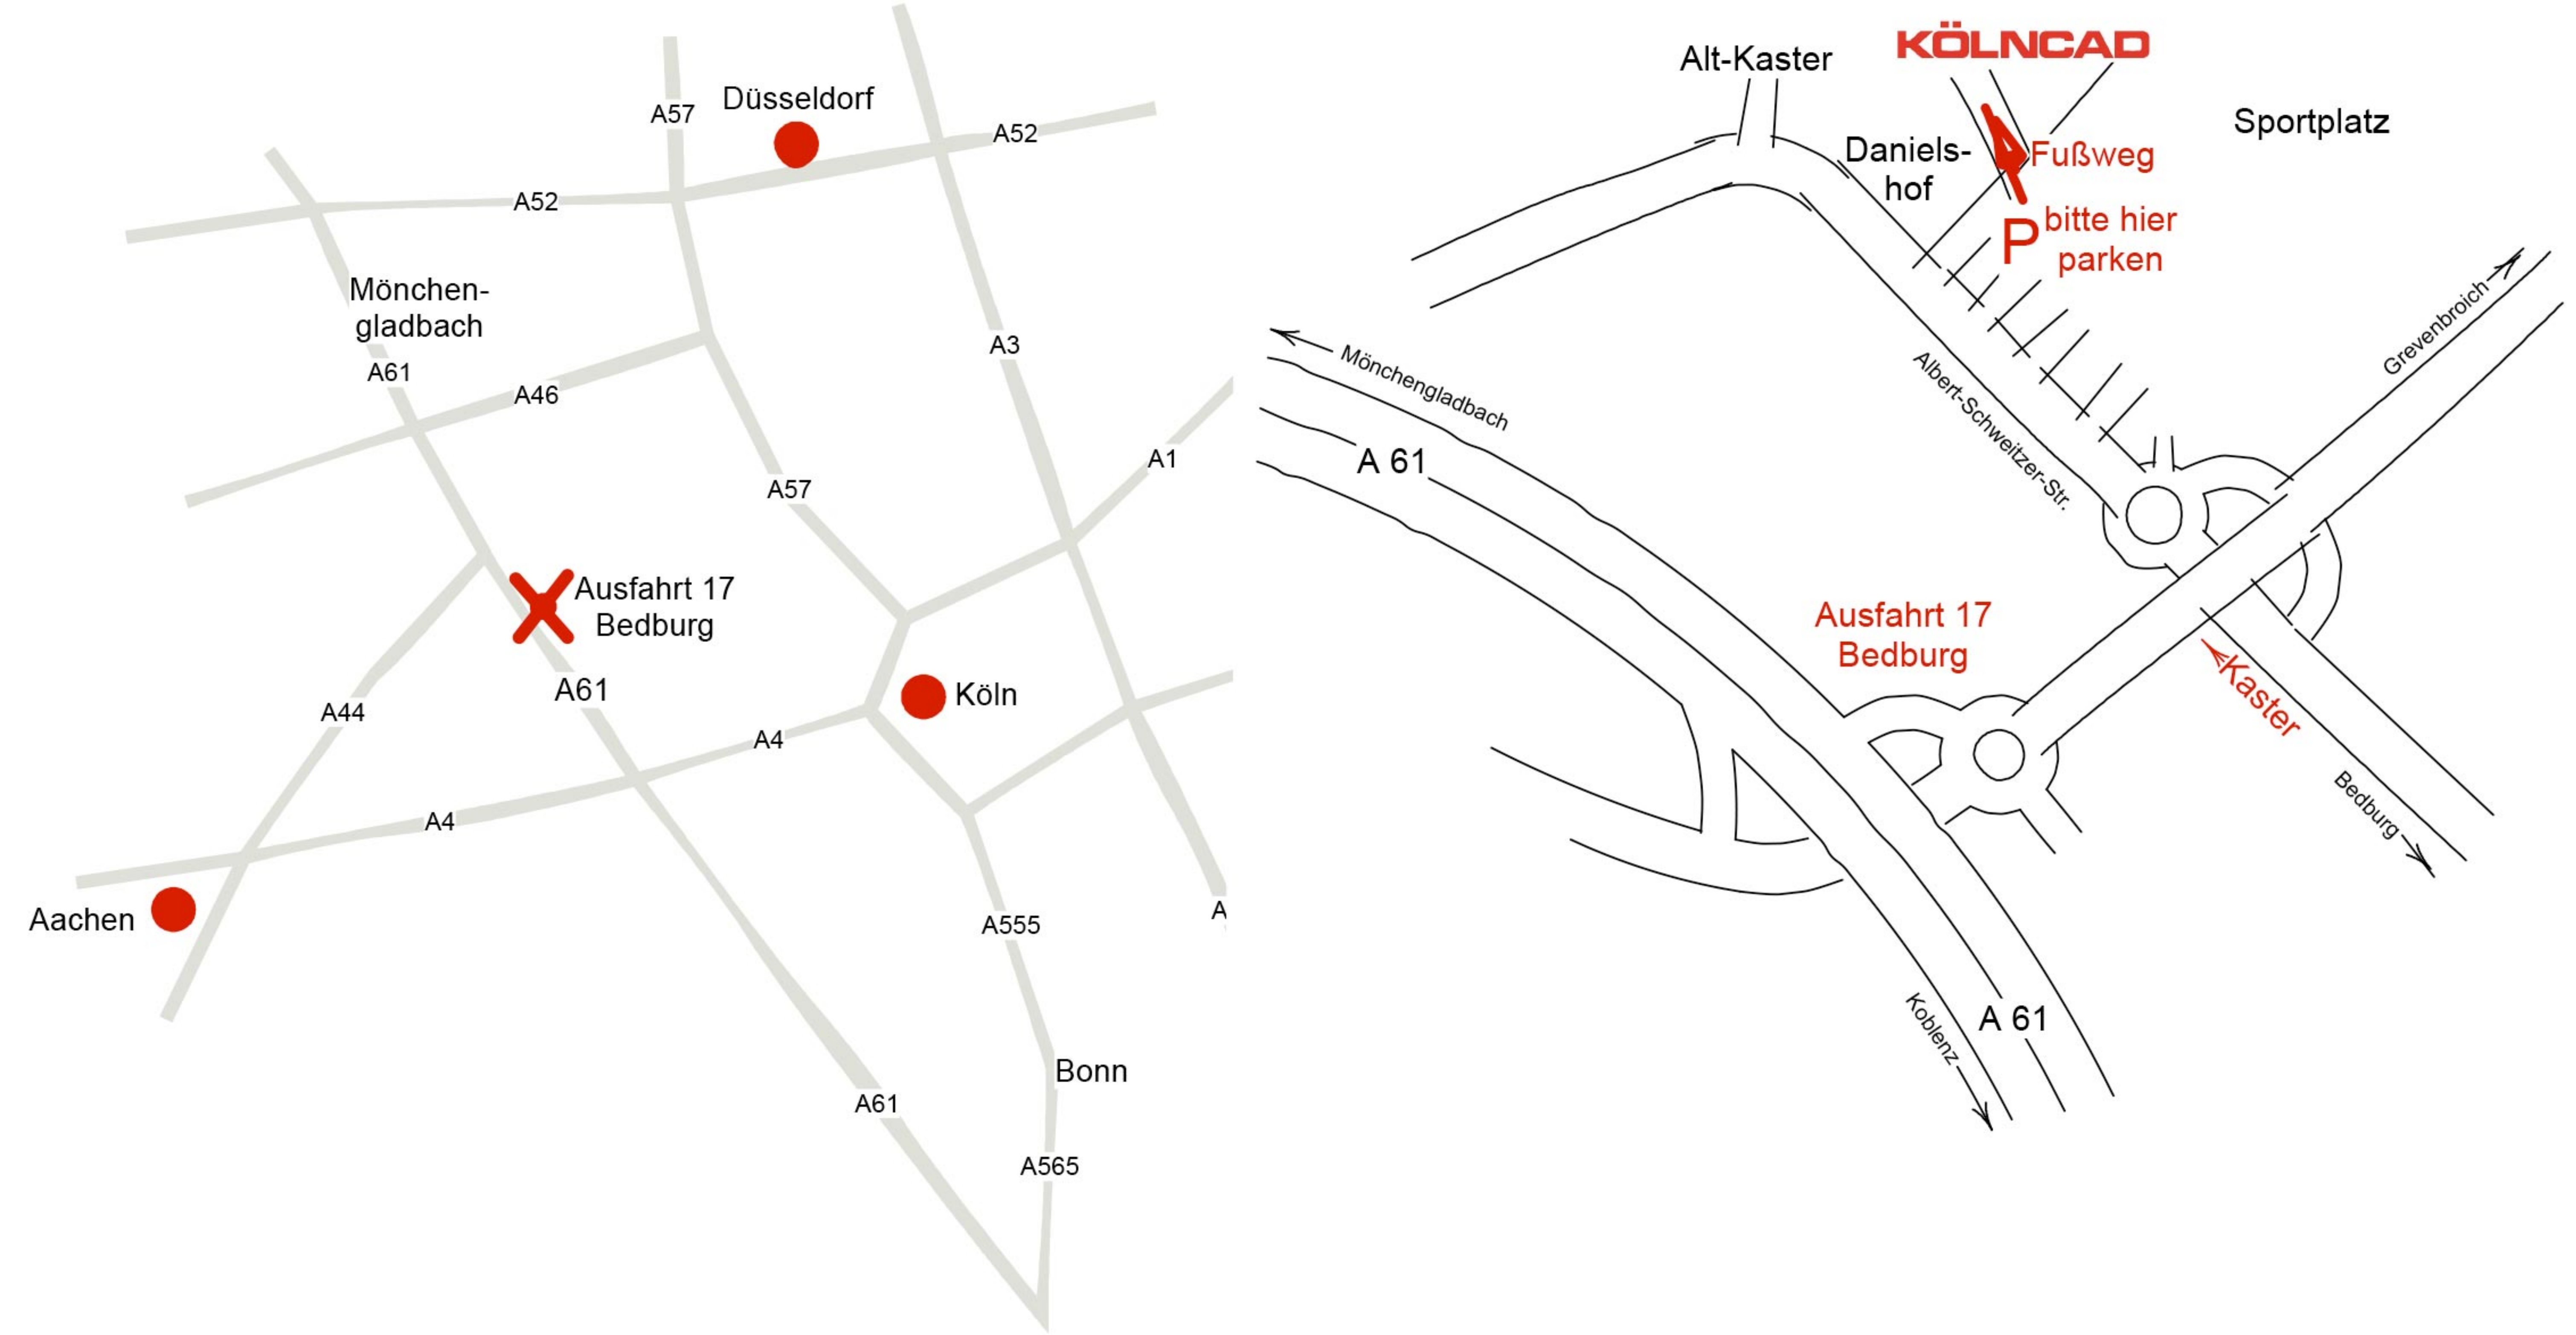 A57
Düsseldorf
A52
A52
Mönchen-
gladbach
A61
A46
A3
A57
A1
Ausfahrt 17
Bedburg
A61
A44
A4
Köln
A4
Aachen
A
A555
Bonn
A61
A565
KÖLNCAD
Alt-Kaster
Sportplatz
Daniels-
hof
Fußweg
P bitte hier
parken
Grevenbroich
Mönchengladbach
Albert-Schweitzer-Str.
A 61
Ausfahrt 17
Bedburg
Kaster
Bedburg
Koblenz
A 61